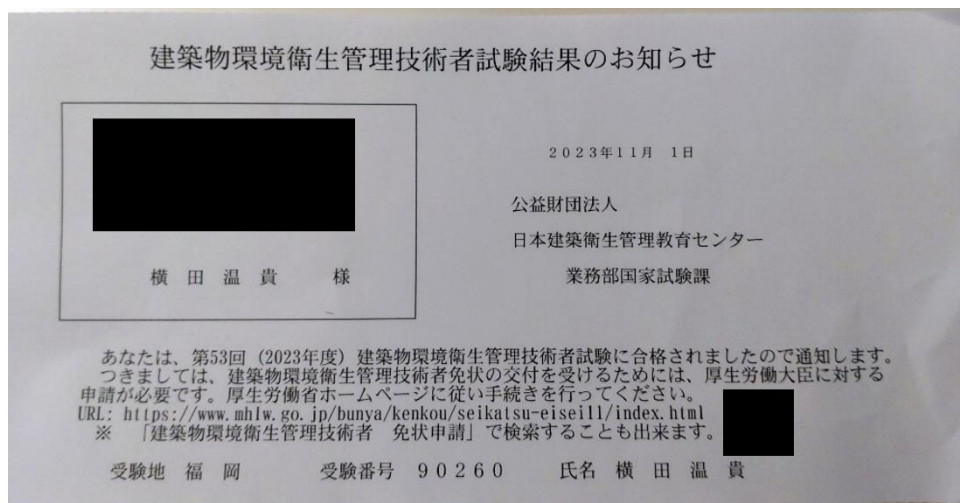 建築物環境衛生管理技術者試験結果のお知らせ
2023年11月 1日
公益財団法人
日本建築衛生管理教育センター
業務部国家試験課
横 田 温 貴 様
あなたは、第53回（2023年度）建築物環境衛生管理技術者試験に合格されましたので通知します。
つきましては、建築物環境衛生管理技術者免状の交付を受けるためには、厚生労働大臣に対する
申請が必要です。厚生労働省ホームページに従い手続きを行ってください。
URL: https://www.mhlw.go.jp/bunya/kenkou/seikatsu-eisei11/index.html
※ 「建築物環境衛生管理技術者 免状申請」で検索することも出来ます。
受験地 福 岡 受験番号 90260 氏名 横 田 温 貴